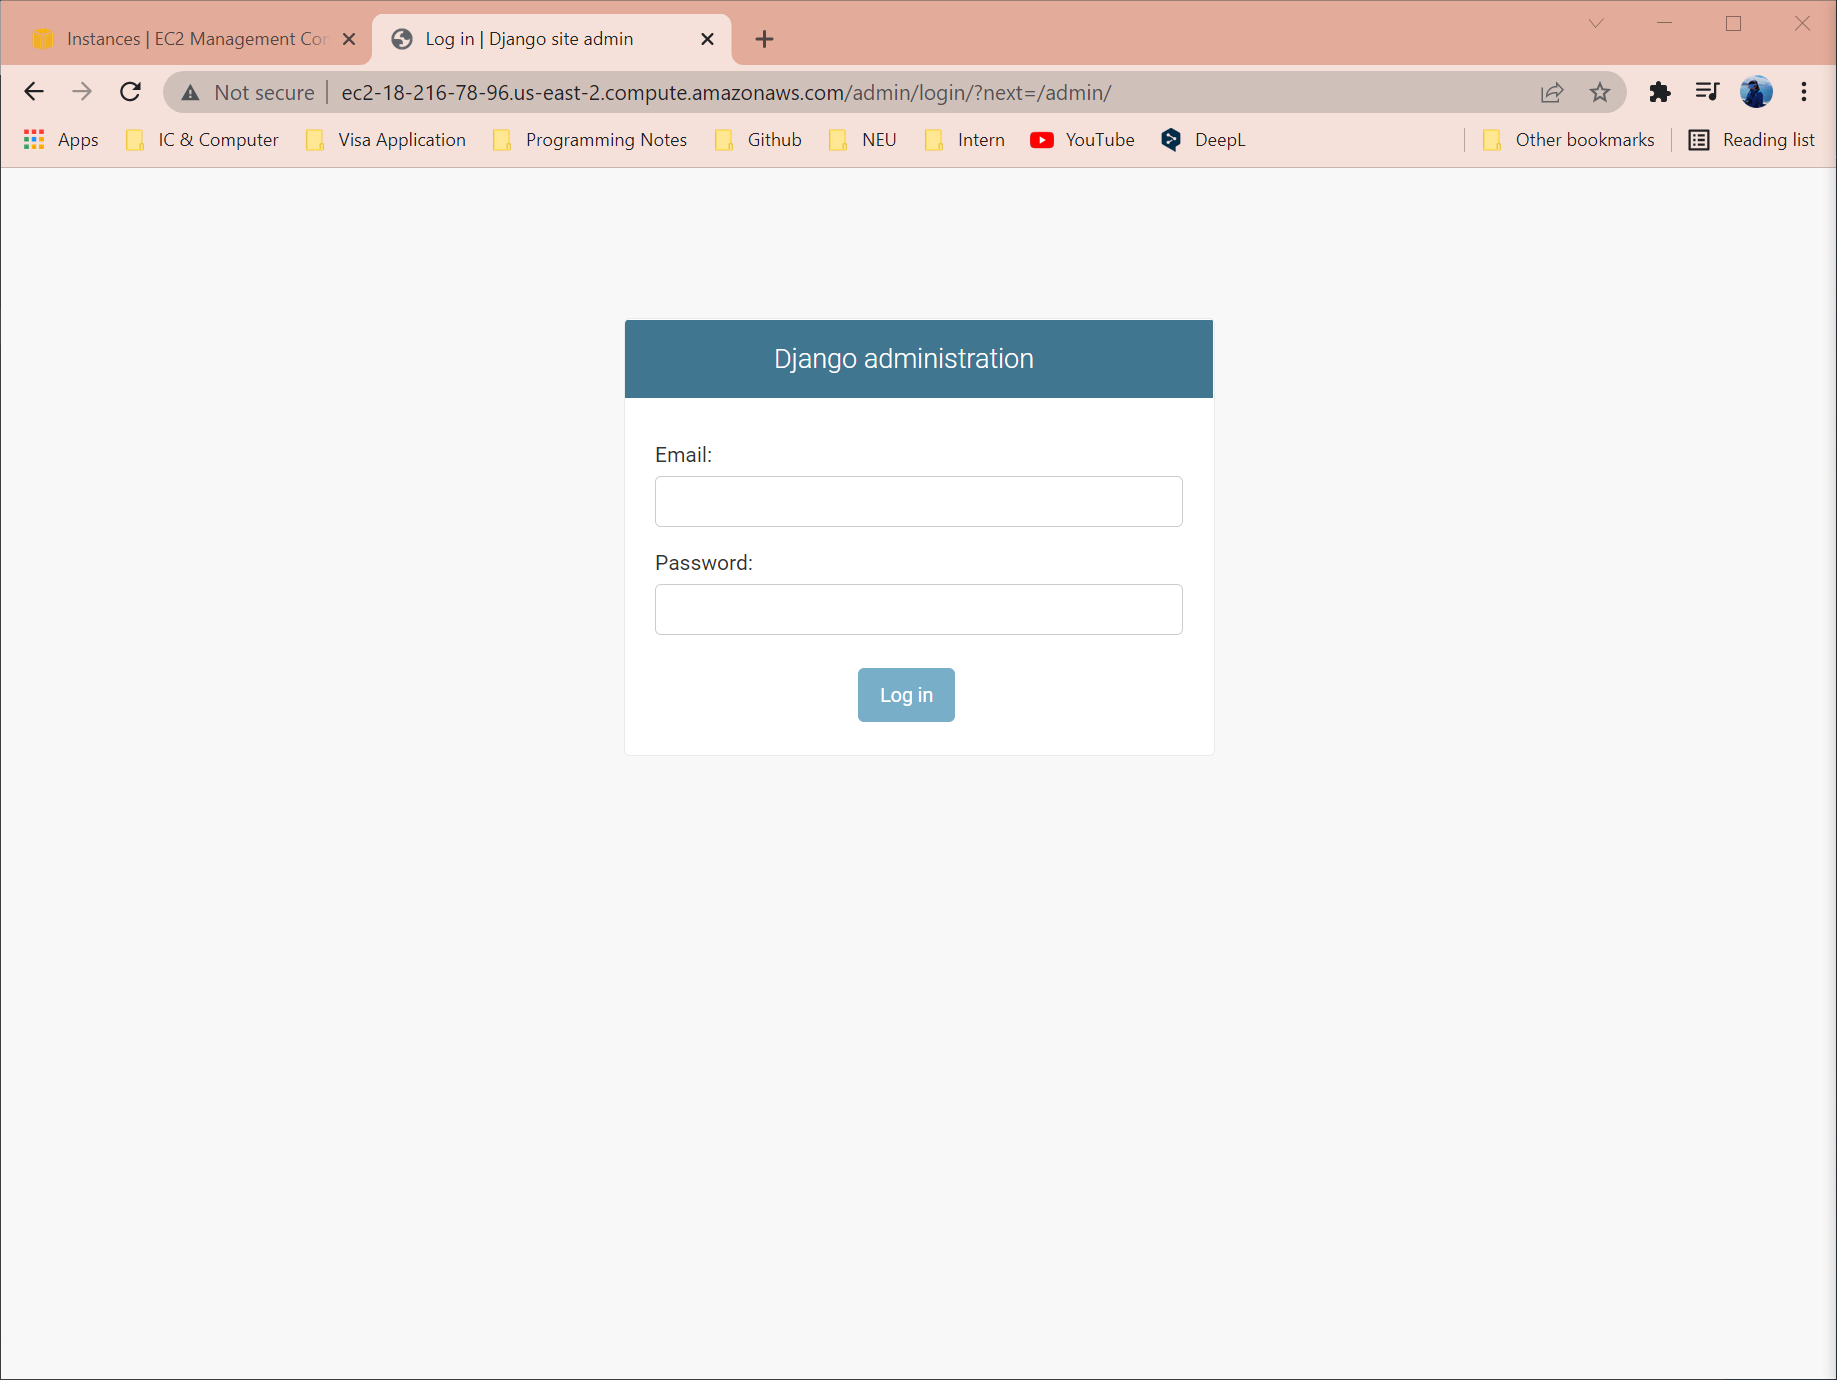 Instances | EC2 Management Con
Log in | Django site admin
Not secure | ec2-18-216-78-96.us-east-2.compute.amazonaws.com/admin/login/?next=/admin/
Apps IC & Computer Visa Application Programming Notes Github NEU Intern YouTube DeepL Other bookmarks Reading list
Django administration
Email:
Password:
Log in